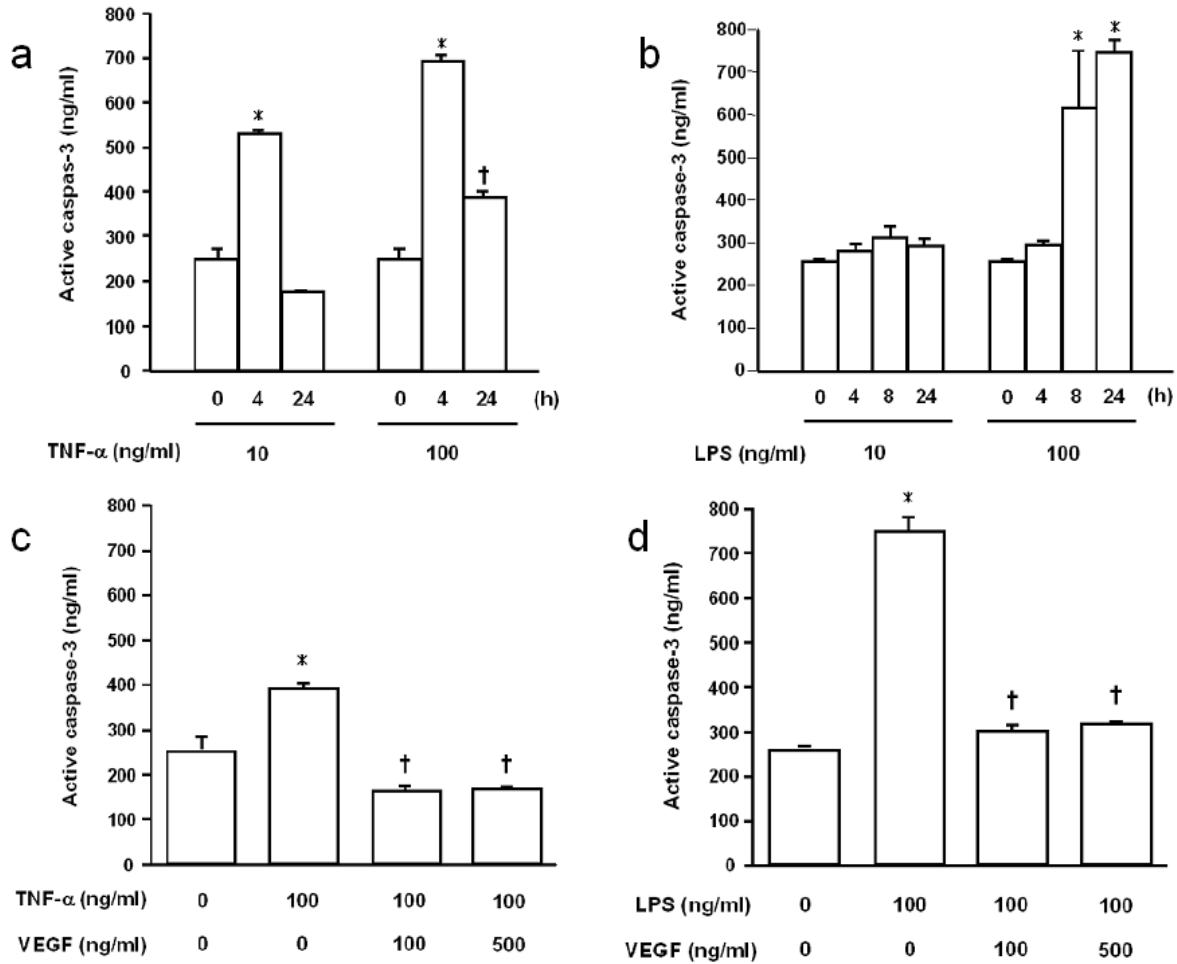 a
Active caspas-3 (ng/ml)
800
700
600
500
400
300
200
100
0
*
*
†
0 4 24 0 4 24 (h)
TNF-α (ng/ml) 10 100
b
Active caspase-3 (ng/ml)
800
700
600
500
400
300
200
100
0
*
*
0 4 8 24 0 4 8 24 (h)
LPS (ng/ml) 10 100
c
Active caspase-3 (ng/ml)
800
700
600
500
400
300
200
100
0
*
†
†
TNF-α (ng/ml) 0 100 100 100
VEGF (ng/ml) 0 0 100 500
d
Active caspase-3 (ng/ml)
800
700
600
500
400
300
200
100
0
*
†
†
LPS (ng/ml) 0 100 100 100
VEGF (ng/ml) 0 0 100 500